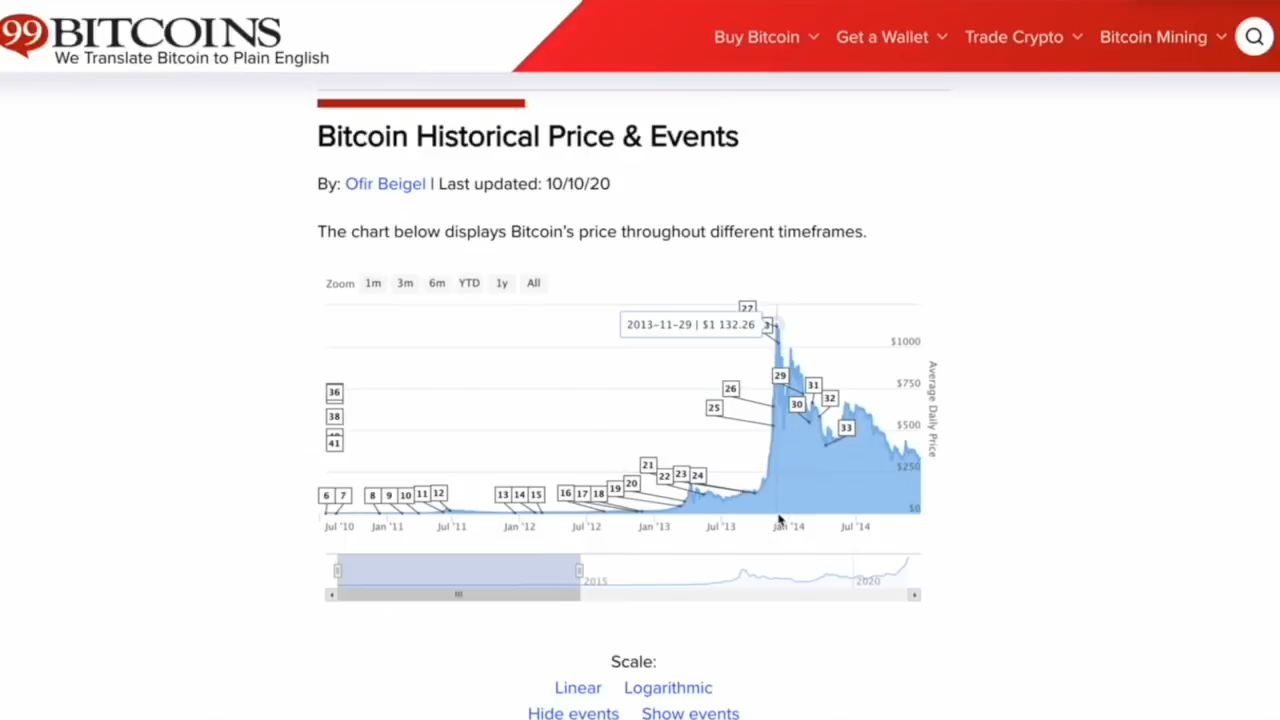 99BITCOINS
We Translate Bitcoin to Plain English
Buy Bitcoin Get a Wallet Trade Crypto Bitcoin Mining
Bitcoin Historical Price & Events
By: Ofir Beigel | Last updated: 10/10/20
The chart below displays Bitcoin's price throughout different timeframes.
Zoom 1m 3m 6m YTD 1y All
27
2013-11-29 | $1 132.26 3
$1000
29
26 31 $750
36 32
25 30
38 33 $500
41
Average Daily Price
21 $250
22 23 24
19 20
6 7 8 9 10 11 12 13 14 15 16 17 18
$0
Jul '10 Jan '11 Jul '11 Jan '12 Jul '12 Jan '13 Jul '13 Jan '14 Jul '14
2015 2020
Scale:
Linear Logarithmic
Hide events Show events